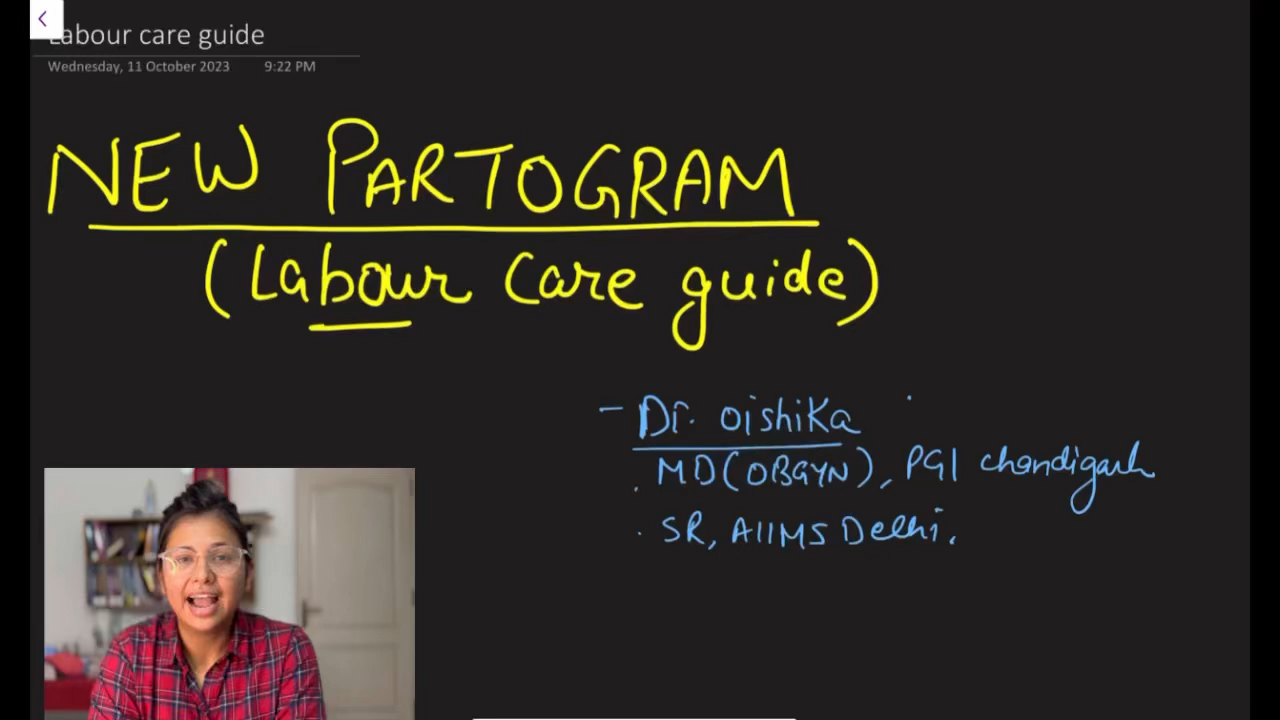 Labour care guide
Wednesday, 11 October 2023 9:22 PM
NEW PARTOGRAM
(Labour Care guide)
- Dr. oishika
. MD (OBGYN), PGI chandigarh
. SR, AIIMS Delhi.